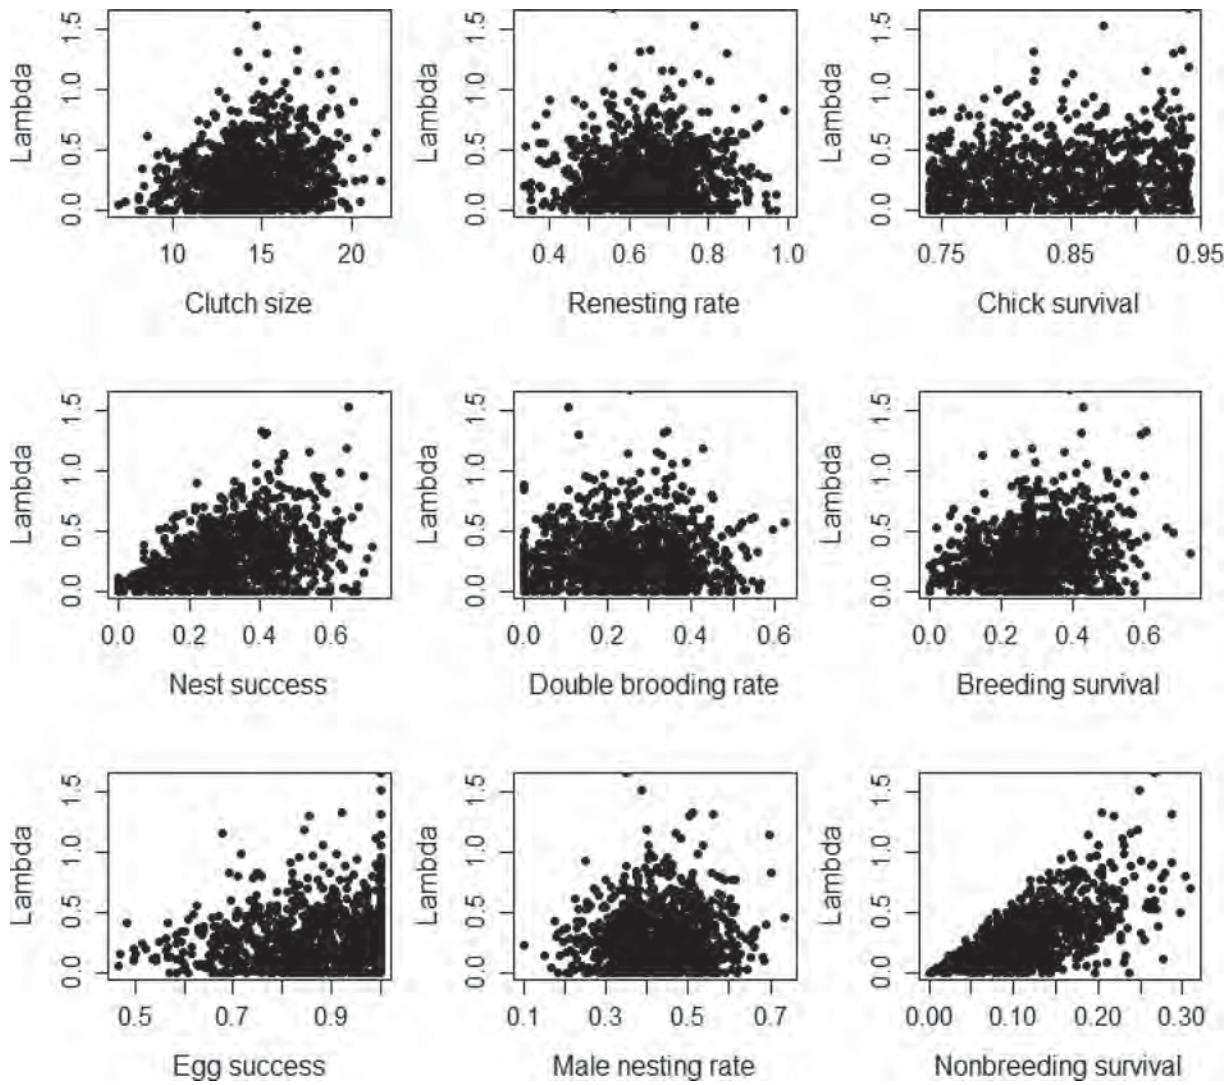 Lambda
0.0 0.5 1.0 1.5
10 15 20
Clutch size
Lambda
0.0 0.5 1.0 1.5
0.4 0.6 0.8 1.0
Renesting rate
Lambda
0.0 0.5 1.0 1.5
0.75 0.85 0.95
Chick survival
Lambda
0.0 0.5 1.0 1.5
0.0 0.2 0.4 0.6
Nest success
Lambda
0.0 0.5 1.0 1.5
0.0 0.2 0.4 0.6
Double brooding rate
Lambda
0.0 0.5 1.0 1.5
0.0 0.2 0.4 0.6
Breeding survival
Lambda
0.0 0.5 1.0 1.5
0.5 0.7 0.9
Egg success
Lambda
0.0 0.5 1.0 1.5
0.1 0.3 0.5 0.7
Male nesting rate
Lambda
0.0 0.5 1.0 1.5
0.00 0.10 0.20 0.30
Nonbreeding survival